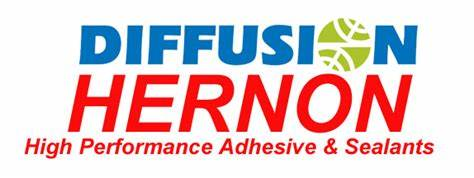 DIFFUSION
HERNON
High Performance Adhesive & Sealants